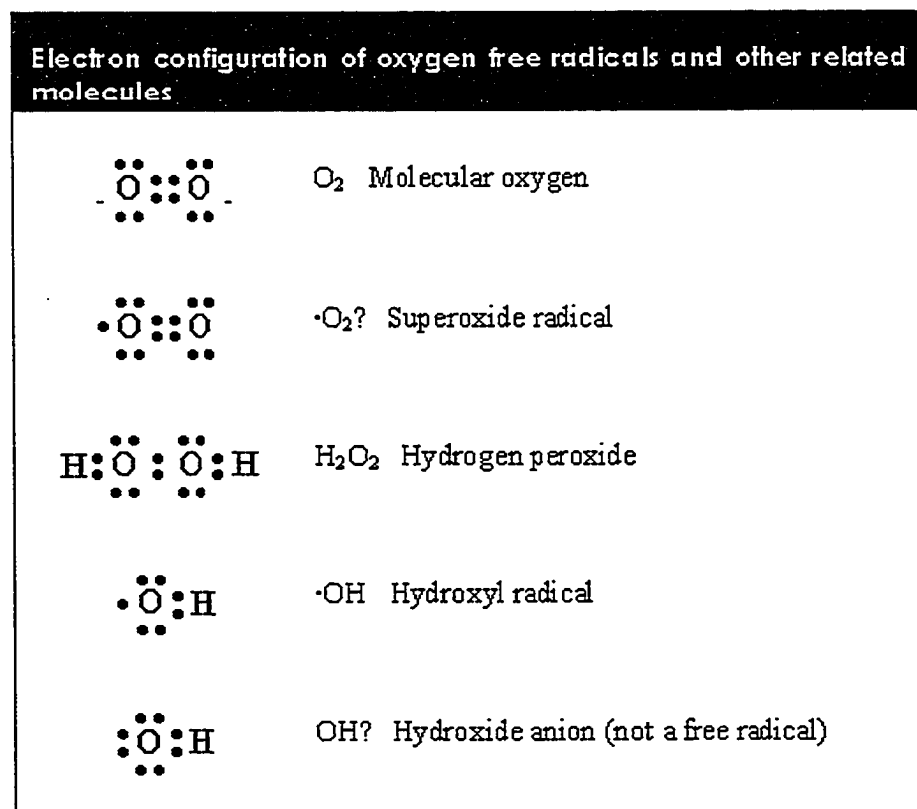 Electron configuration of oxygen free radicals and other related
molecules
- O::O - O₂ Molecular oxygen
•O::O ·O₂? Superoxide radical
H:O:O:H H₂O₂ Hydrogen peroxide
•O:H ·OH Hydroxyl radical
:O:H OH? Hydroxide anion (not a free radical)